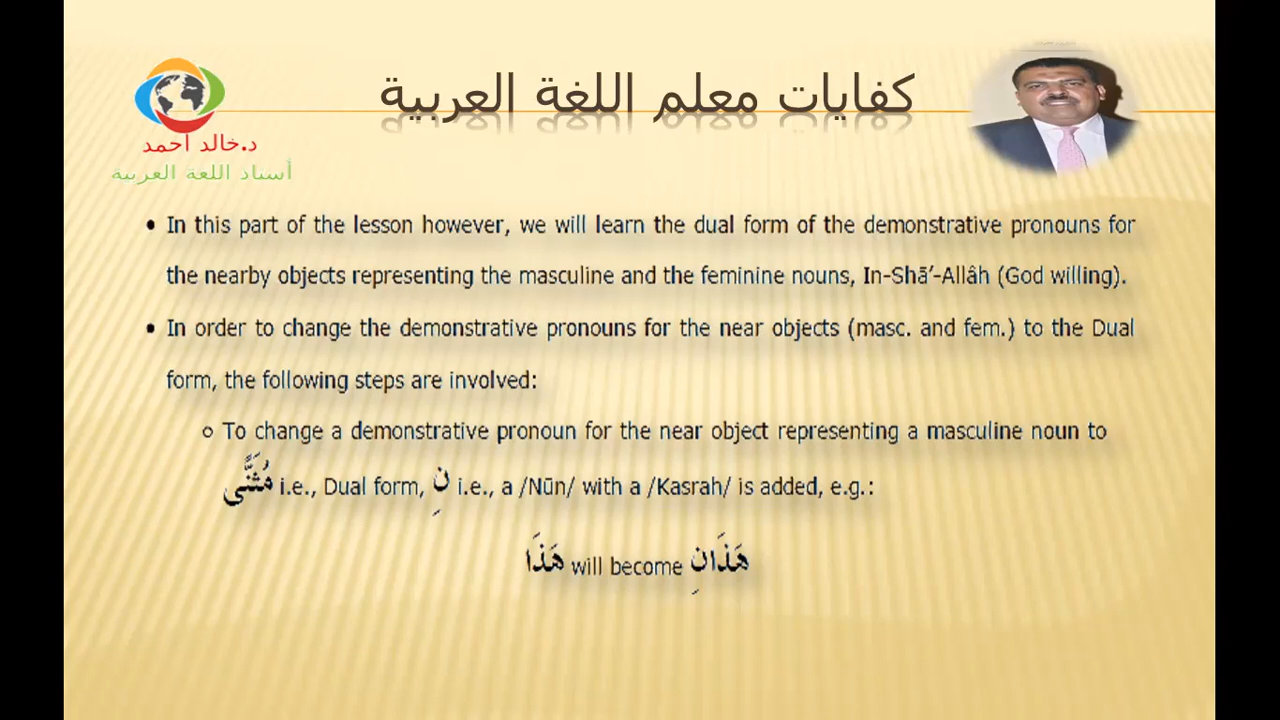 كفايات معلم اللغة العربية
د.خالد احمد
أستاذ اللغة العربية
• In this part of the lesson however, we will learn the dual form of the demonstrative pronouns for
the nearby objects representing the masculine and the feminine nouns, In-Shā’-Allâh (God willing).
• In order to change the demonstrative pronouns for the near objects (masc. and fem.) to the Dual
form, the following steps are involved:
o To change a demonstrative pronoun for the near object representing a masculine noun to
مُثَنًّى i.e., Dual form, نِ i.e., a /Nūn/ with a /Kasrah/ is added, e.g.:
هَذَا will become هَذَانِ